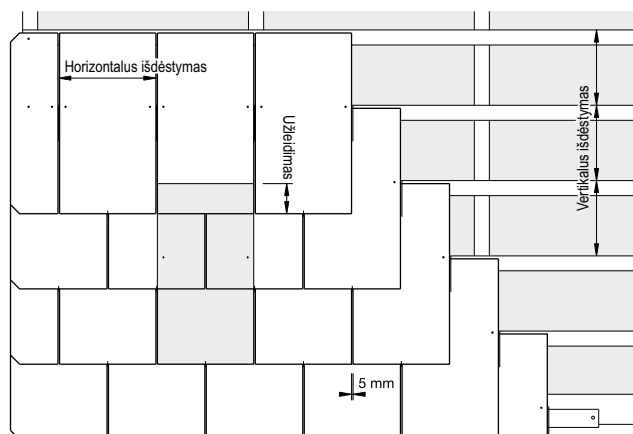 Horizontalus išdėstymas
Užleidimas
Vertikalus išdėstymas
5 mm